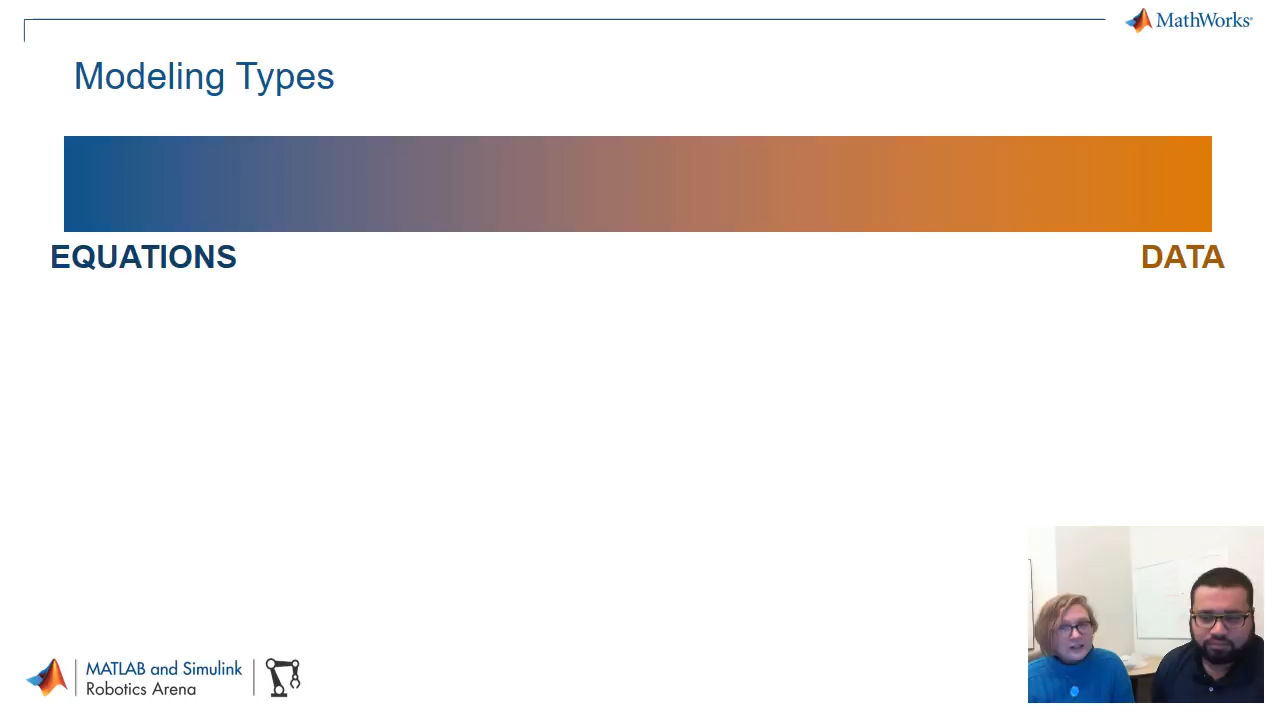 MathWorks®
Modeling Types
EQUATIONS
DATA
MATLAB and Simulink
Robotics Arena